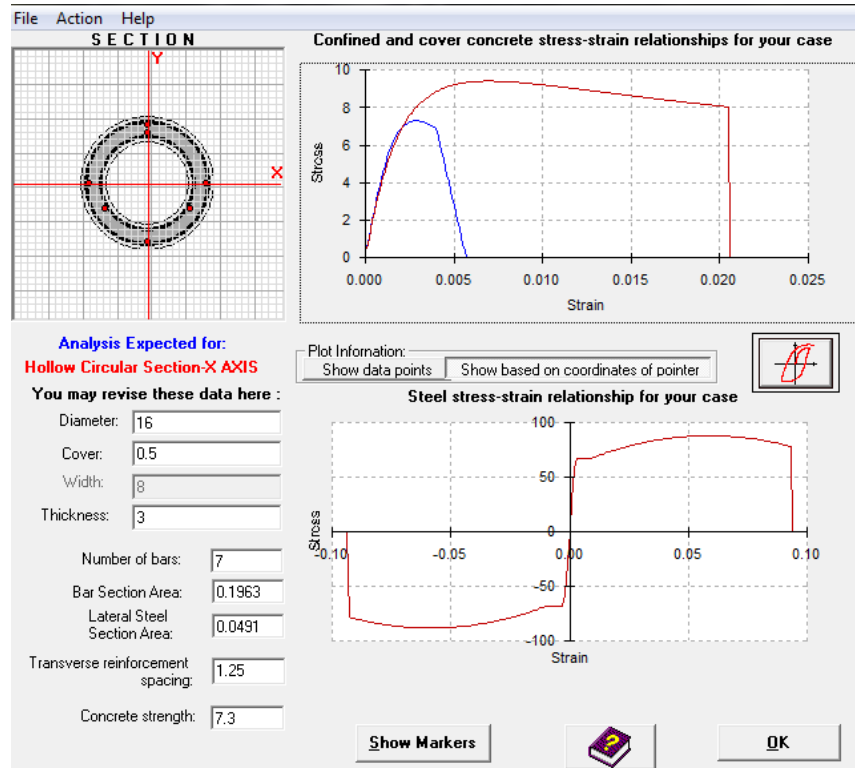 File Action Help
SECTION
Y
X
Confined and cover concrete stress-strain relationships for your case
10
8
6
4
2
0
Stress
0.000 0.005 0.010 0.015 0.020 0.025
Strain
Analysis Expected for:
Hollow Circular Section-X AXIS
You may revise these data here :
Diameter: 16
Cover: 0.5
Width: 8
Thickness: 3
Number of bars: 7
Bar Section Area: 0.1963
Lateral Steel
Section Area: 0.0491
Transverse reinforcement
spacing: 1.25
Concrete strength: 7.3
Plot Infornation:
Show data points Show based on coordinates of pointer
Steel stress-strain relationship for your case
100
50
0
-50
-100
Stress
-0.10 -0.05 0.00 0.05 0.10
Strain
Show Markers
?
OK